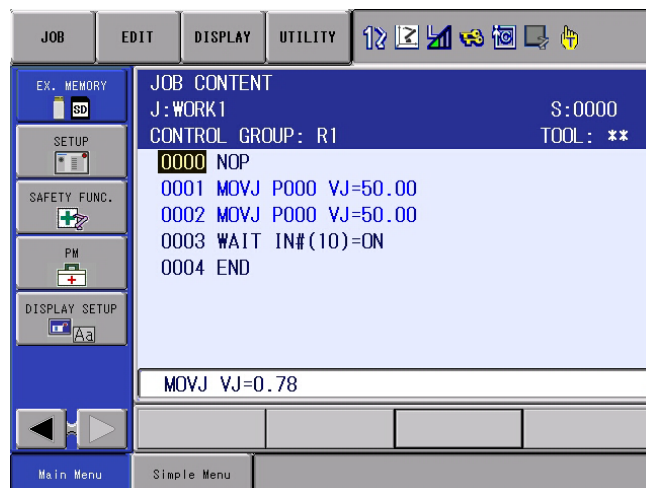 JOB EDIT DISPLAY UTILITY
EX. MEMORY
SD
SETUP
SAFETY FUNC.
PM
DISPLAY SETUP
Aa
JOB CONTENT
J:WORK1 S:0000
CONTROL GROUP: R1 TOOL: **
0000 NOP
0001 MOVJ P000 VJ=50.00
0002 MOVJ P000 VJ=50.00
0003 WAIT IN#(10)=ON
0004 END
MOVJ VJ=0.78
Main Menu Simple Menu